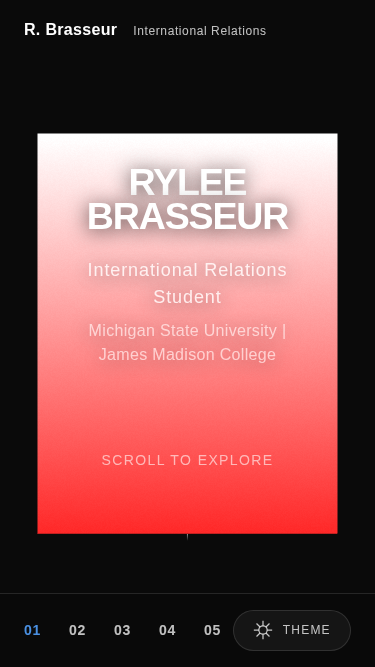 R. Brasseur International Relations
RYLEE
BRASSEUR
International Relations
Student
Michigan State University |
James Madison College
SCROLL TO EXPLORE
01 02 03 04 05 THEME